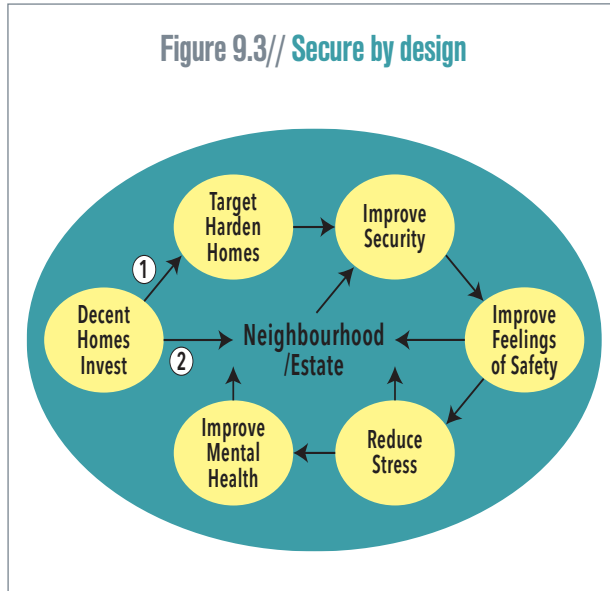 Figure 9.3// Secure by design
Target
Harden
Homes
Improve
Security
1
Decent
Homes
Invest
2
Neighbourhood
/Estate
Improve
Feelings
of Safety
Improve
Mental
Health
Reduce
Stress